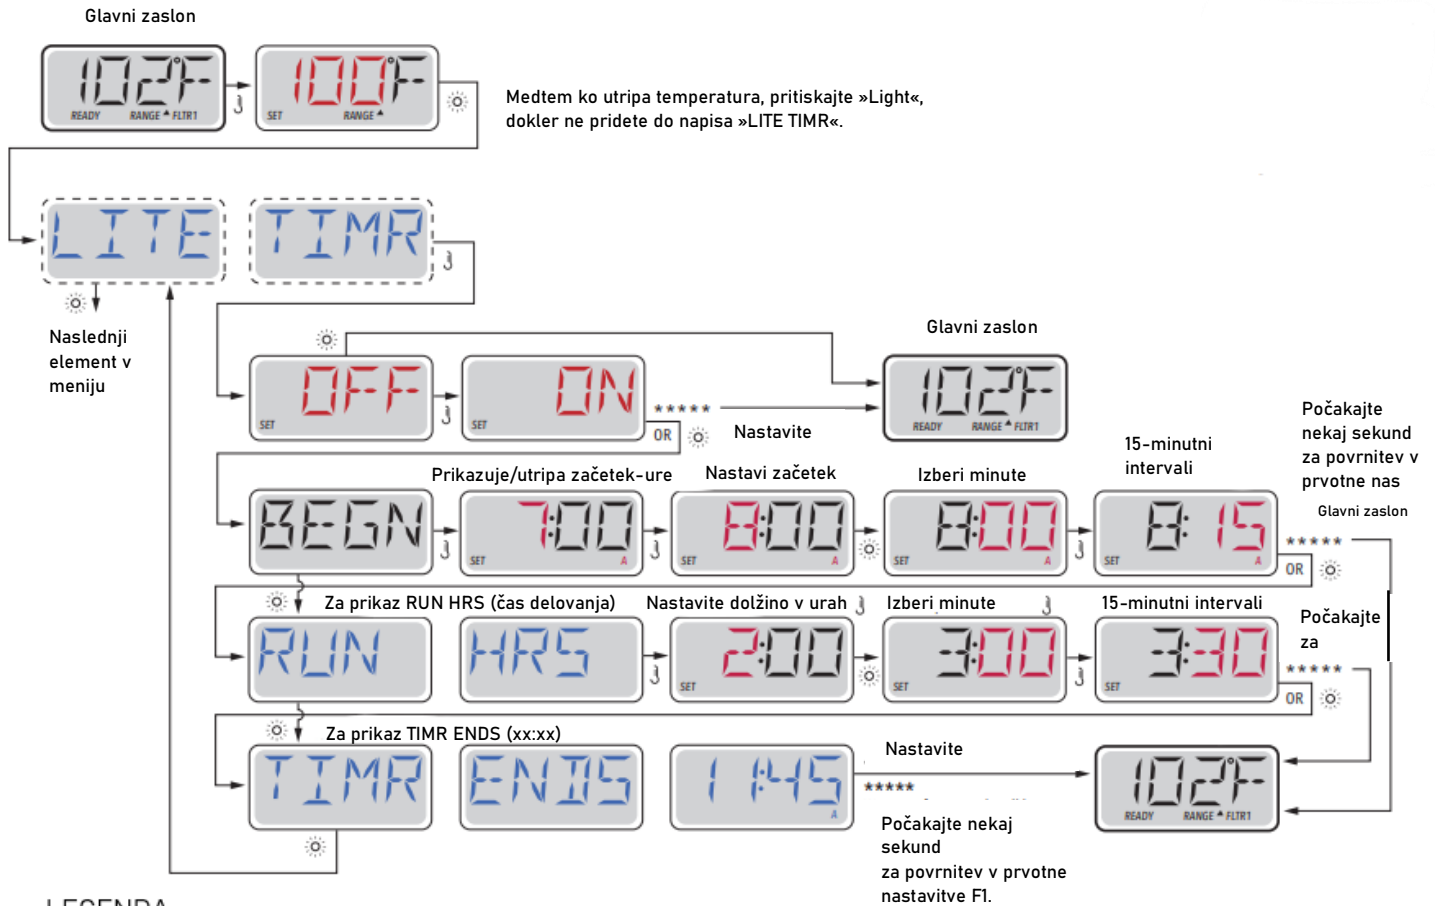 Glavni zaslon
102°F
READY RANGE FLTR1
100°F
SET RANGE
Medtem ko utripa temperatura, pritiskajte »Light«,
dokler ne pridete do napisa »LITE TIMR«.
LITE
TIMR
Naslednji
element v
meniju
OFF
SET
ON
SET
*****
OR
Nastavite
Glavni zaslon
102°F
READY RANGE FLTR1
Počakajte
nekaj sekund
za povrnitev v
prvotne nas
Glavni zaslon
BEGN
Prikazuje/utripa začetek-ure
7:00
SET A
Nastavi začetek
8:00
SET A
Izberi minute
8:00
SET A
15-minutni
intervali
8:15
SET A
*****
OR
Za prikaz RUN HRS (čas delovanja)
RUN
HRS
Nastavite dolžino v urah
2:00
SET
Izberi minute
3:00
SET
15-minutni intervali
3:30
SET
Počakajte
za
*****
OR
Za prikaz TIMR ENDS (xx:xx)
TIMR
ENDS
11:45
A
Nastavite
*****
Počakajte nekaj
sekund
za povrnitev v prvotne
nastavitve F1.
102°F
READY RANGE FLTR1